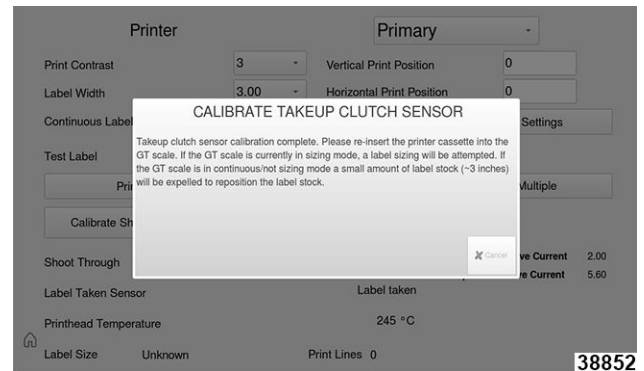 Printer Primary
Print Contrast 3 Vertical Print Position 0
Label Width 3.00 Horizontal Print Position 0
Continuous Label Settings
CALIBRATE TAKEUP CLUTCH SENSOR
Takeup clutch sensor calibration complete. Please re-insert the printer cassette into the
GT scale. If the GT scale is currently in sizing mode, a label sizing will be attempted. If
the GT scale is in continuous/not sizing mode a small amount of label stock (~3 inches)
will be expelled to reposition the label stock.
Cancel
Test Label
Pri Multiple
Calibrate Sh
Shoot Through ve Current 2.00
ve Current 5.60
Label Taken Sensor Label taken
Printhead Temperature 245 °C
Label Size Unknown Print Lines 0
38852